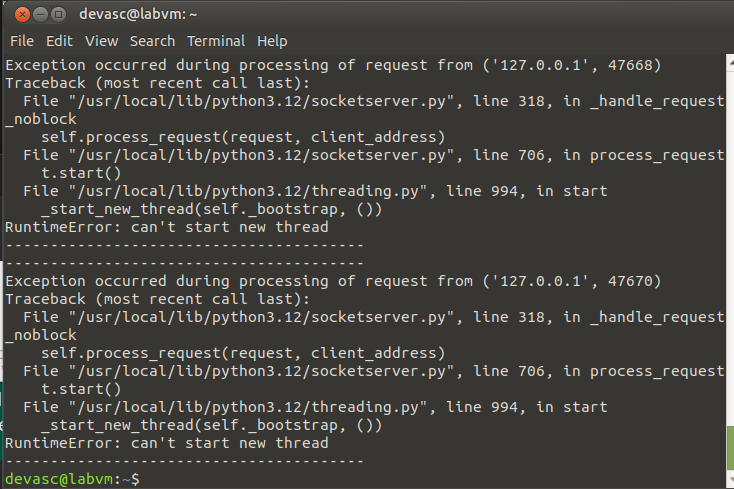 devasc@labvm: ~
File Edit View Search Terminal Help
Exception occurred during processing of request from ('127.0.0.1', 47668)
Traceback (most recent call last):
  File "/usr/local/lib/python3.12/socketserver.py", line 318, in _handle_request
_noblock
    self.process_request(request, client_address)
  File "/usr/local/lib/python3.12/socketserver.py", line 706, in process_request
    t.start()
  File "/usr/local/lib/python3.12/threading.py", line 994, in start
    _start_new_thread(self._bootstrap, ())
RuntimeError: can't start new thread
----------------------------------------
----------------------------------------
Exception occurred during processing of request from ('127.0.0.1', 47670)
Traceback (most recent call last):
  File "/usr/local/lib/python3.12/socketserver.py", line 318, in _handle_request
_noblock
    self.process_request(request, client_address)
  File "/usr/local/lib/python3.12/socketserver.py", line 706, in process_request
    t.start()
  File "/usr/local/lib/python3.12/threading.py", line 994, in start
    _start_new_thread(self._bootstrap, ())
RuntimeError: can't start new thread
----------------------------------------
devasc@labvm:~$